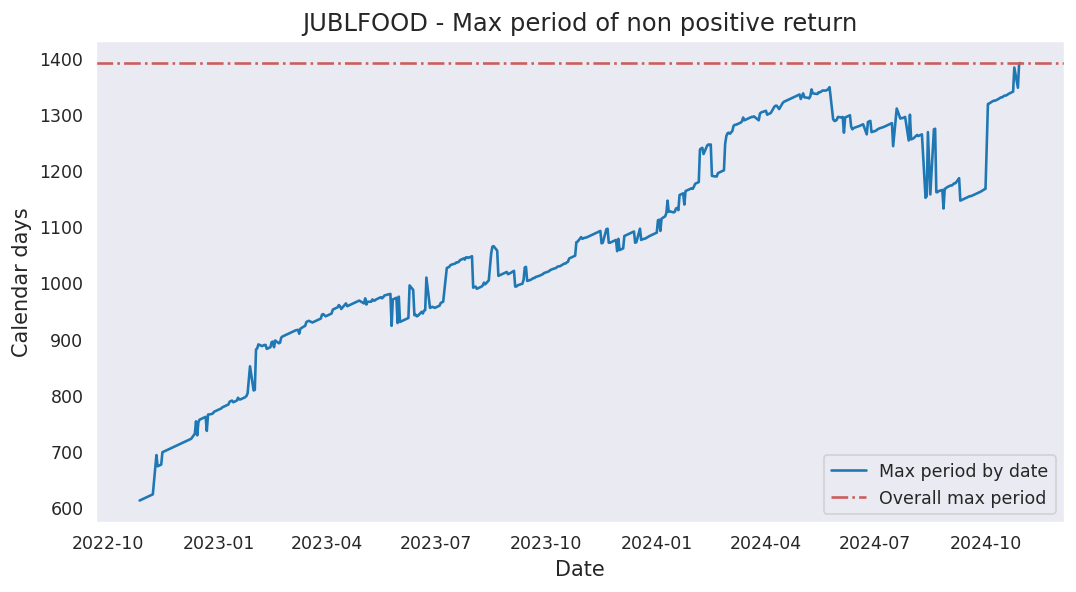 JUBLFOOD - Max period of non positive return
Calendar days
1400
1300
1200
1100
1000
900
800
700
600
Max period by date
Overall max period
2022-10 2023-01 2023-04 2023-07 2023-10 2024-01 2024-04 2024-07 2024-10
Date